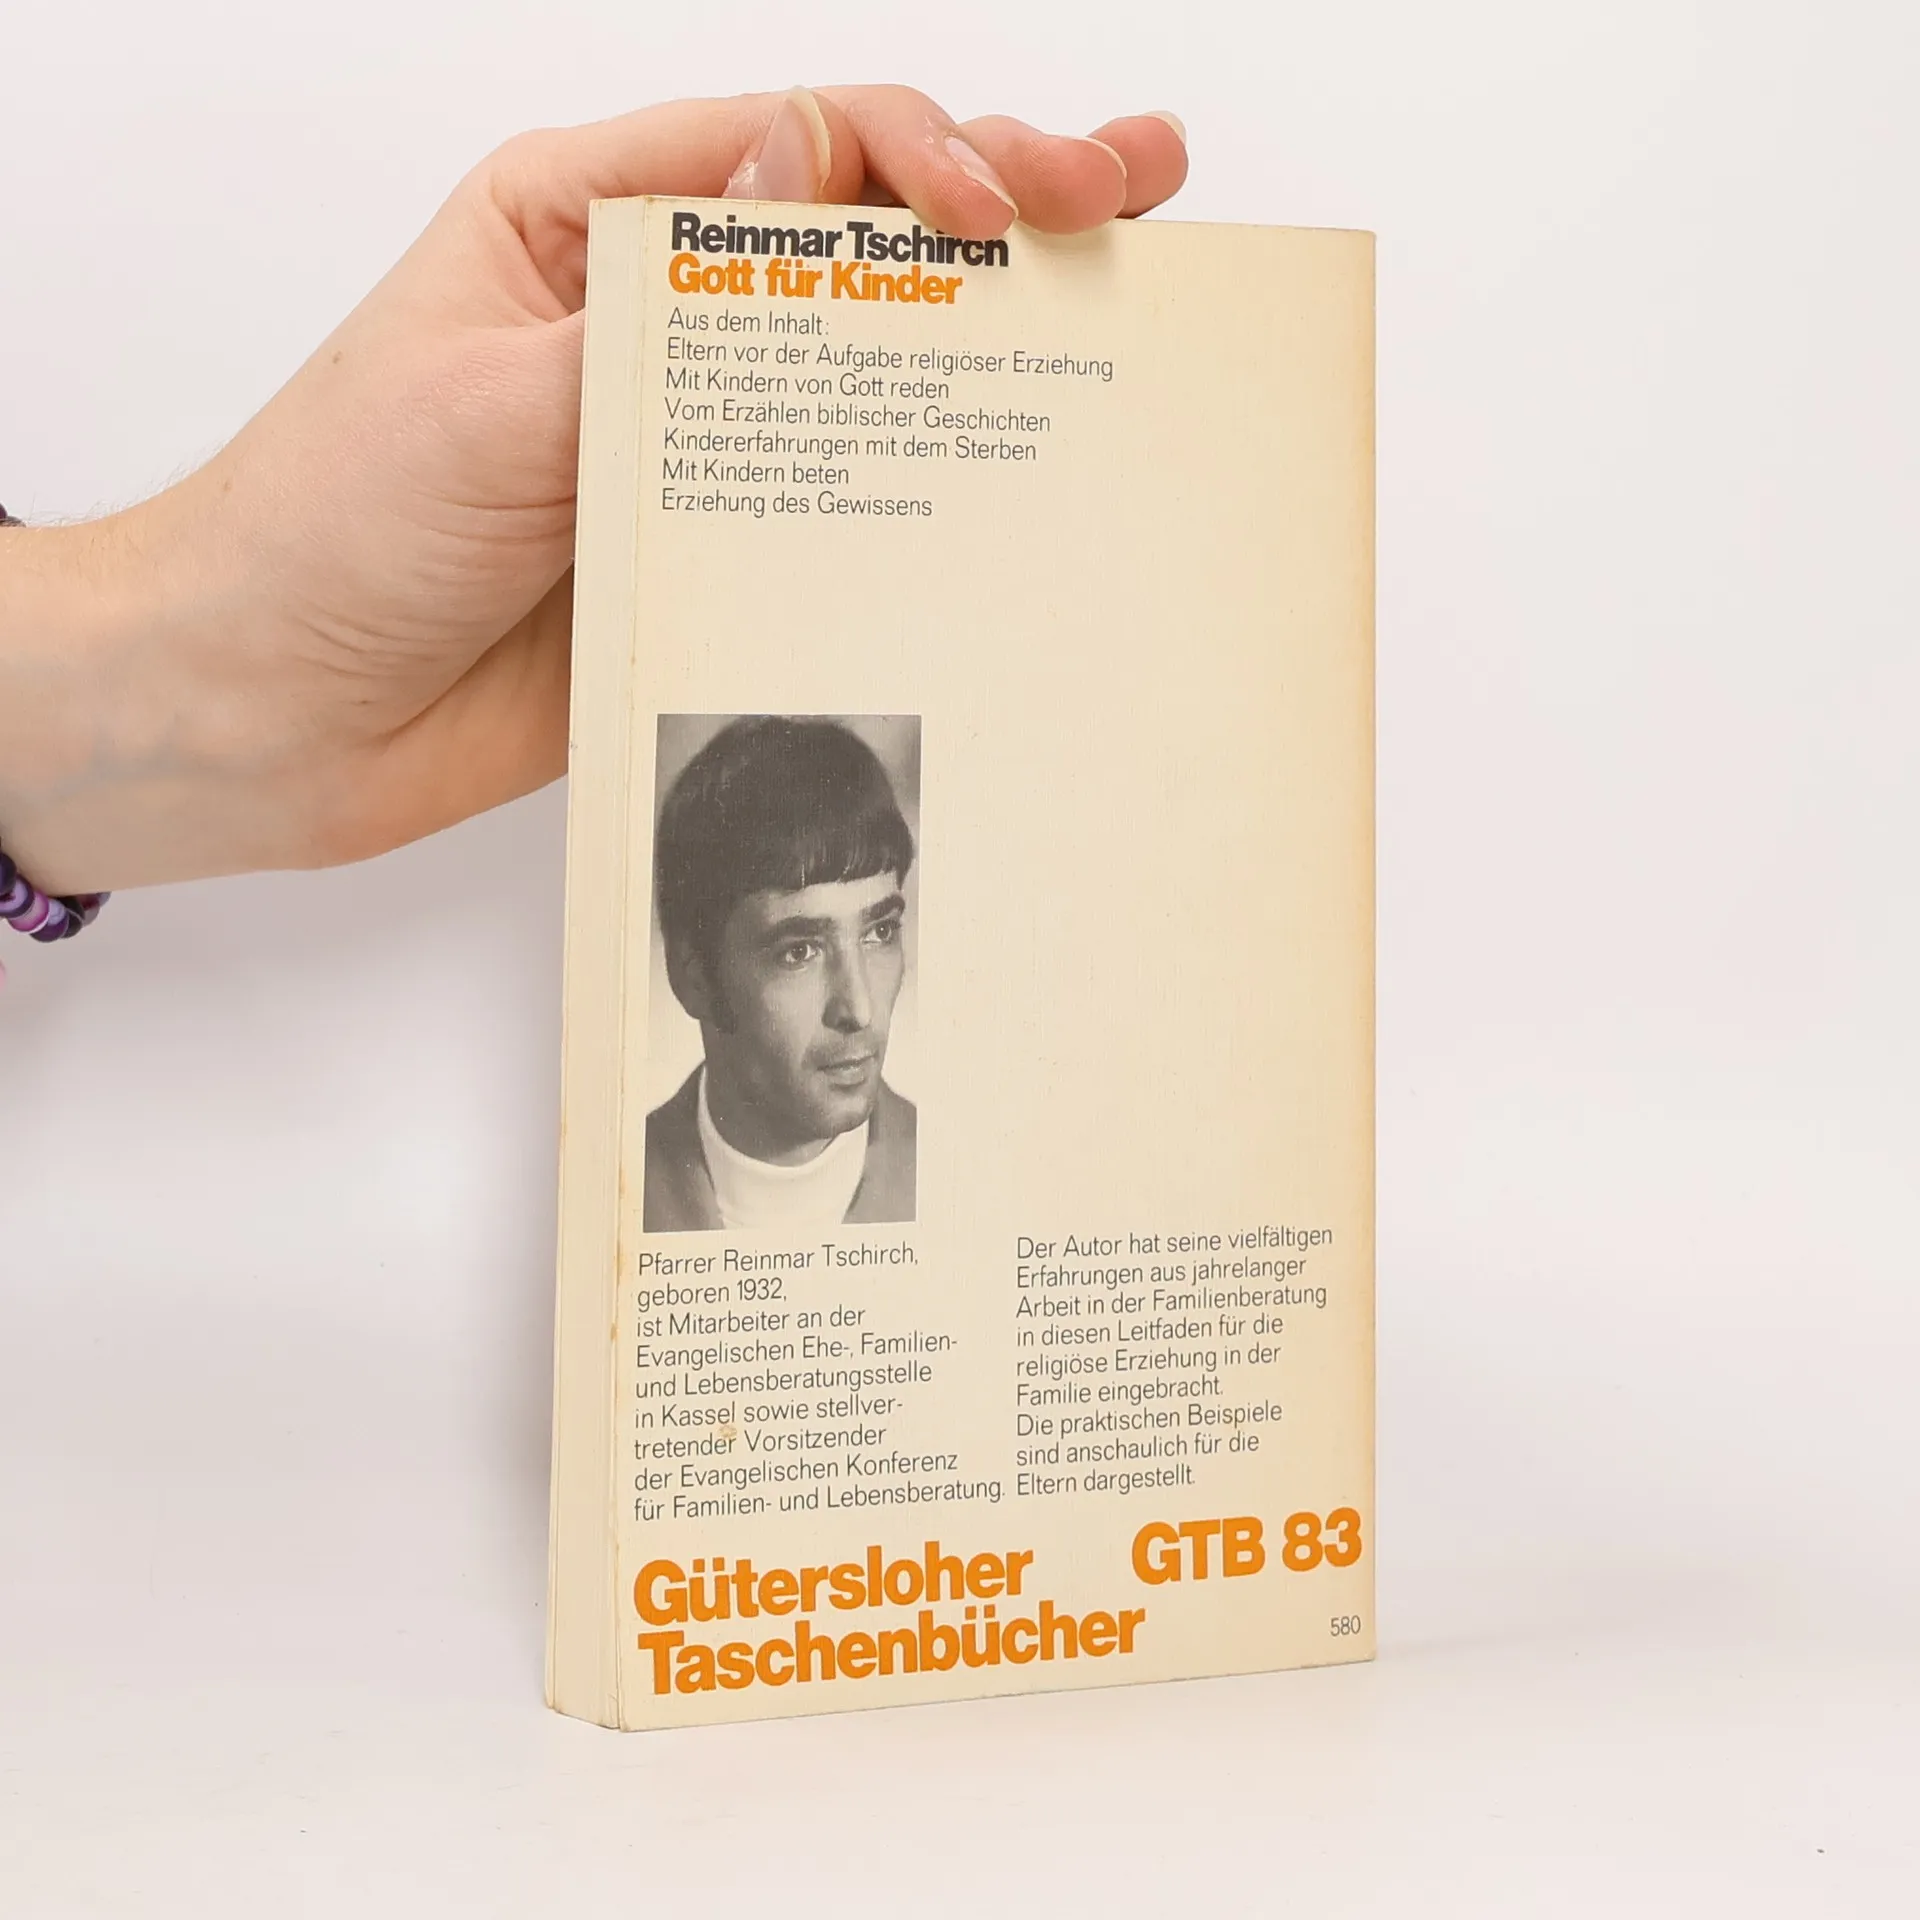 Reinmar Tschirch
Gott für Kinder
Aus dem Inhalt:
Eltern vor der Aufgabe religiöser Erziehung
Mit Kindern von Gott reden
Vom Erzählen biblischer Geschichten
Kindererfahrungen mit dem Sterben
Mit Kindern beten
Erziehung des Gewissens
Pfarrer Reinmar Tschirch,
geboren 1932,
ist Mitarbeiter an der
Evangelischen Ehe-, Familien-
und Lebensberatungsstelle
in Kassel sowie stellver-
tretender Vorsitzender
der Evangelischen Konferenz
für Familien- und Lebensberatung.
Der Autor hat seine vielfältigen
Erfahrungen aus jahrelanger
Arbeit in der Familienberatung
in diesen Leitfaden für die
religiöse Erziehung in der
Familie eingebracht.
Die praktischen Beispiele
sind anschaulich für die
Eltern dargestellt.
Gütersloher
Taschenbücher
GTB 83
580